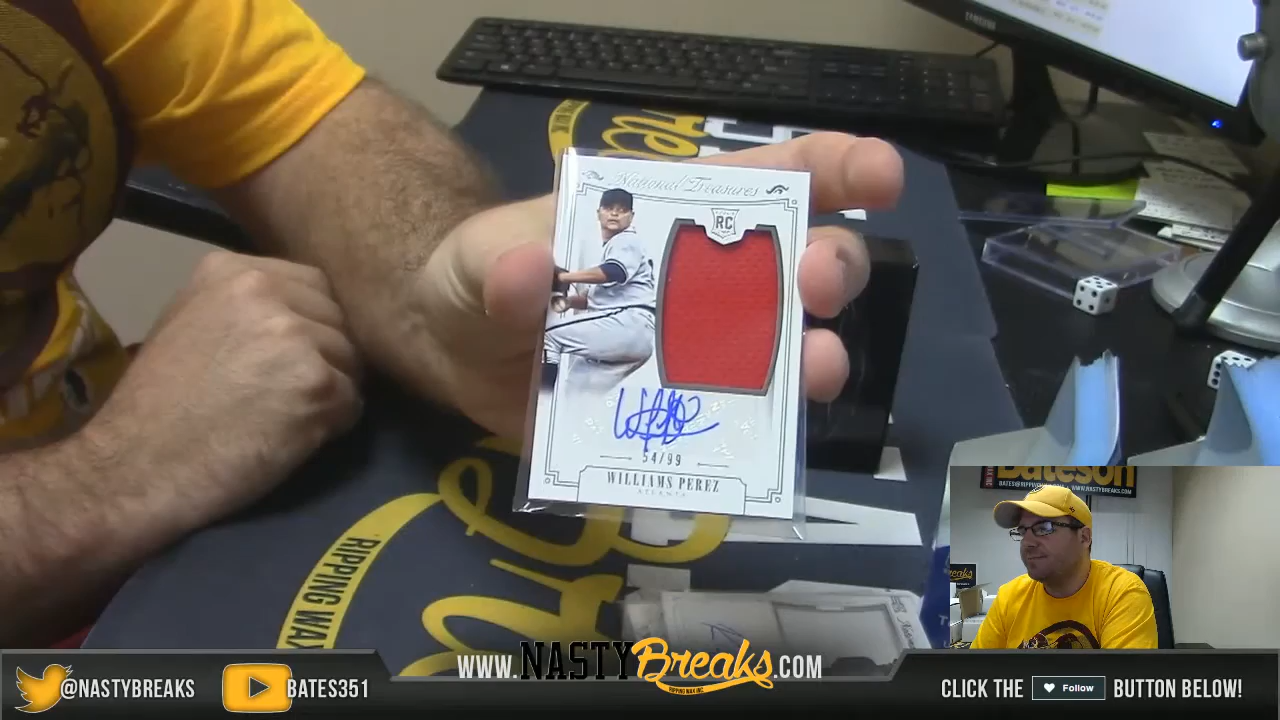 SAMSUNG
National Treasures
RC
54/99
WILLIAMS PEREZ
ATLANTA
RIPPING WAX
Bateson
WWW.NASTYBreaks.COM
RIPPING WAX INC.
@NASTYBREAKS
BATES351
CLICK THE Follow BUTTON BELOW!